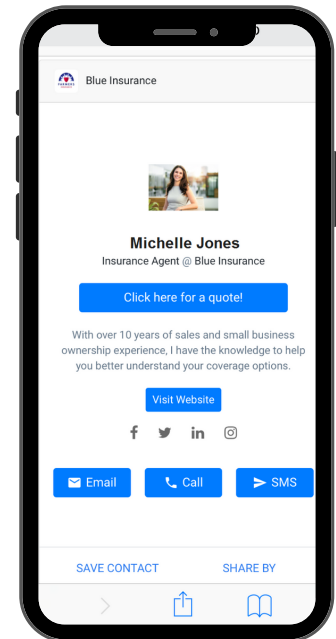 FARMERS
Blue Insurance
Michelle Jones
Insurance Agent @ Blue Insurance
Click here for a quote!
With over 10 years of sales and small business
ownership experience, I have the knowledge to help
you better understand your coverage options.
Visit Website
Email
Call
SMS
SAVE CONTACT
SHARE BY